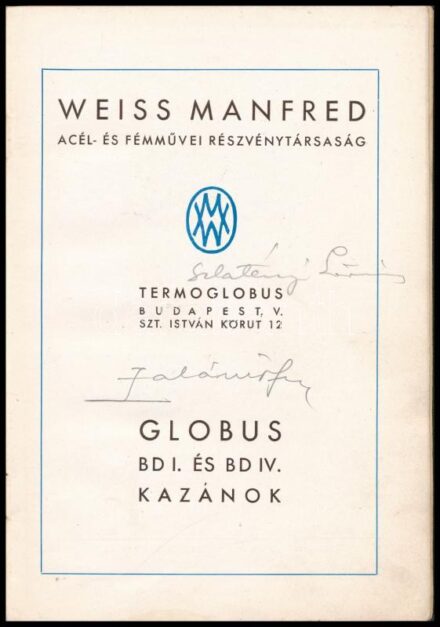 WEISS MANFRED
ACÉL- ÉS FÉMMŰVEI RÉSZVÉNYTÁRSASÁG
TERMOGLOBUS
BUDAPEST, V.
SZT. ISTVÁN KÖRUT 12
GLOBUS
BD I. ÉS BD IV.
KAZÁNOK